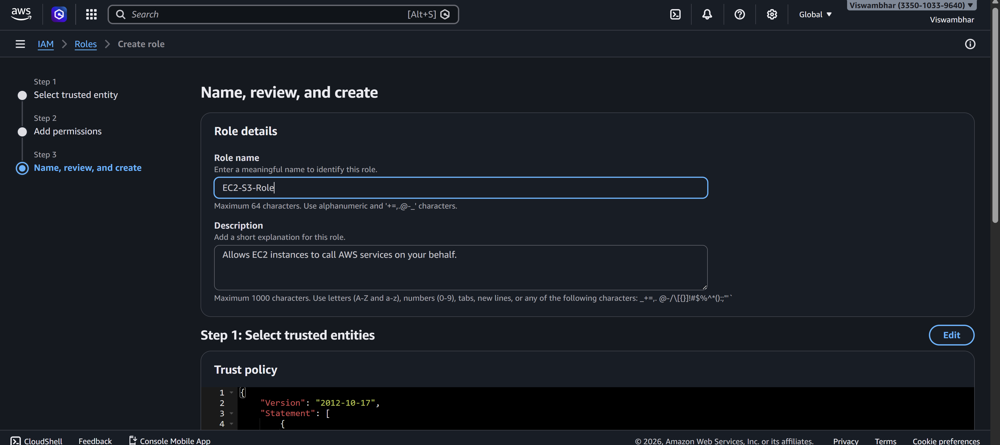 aws
Search [Alt+S]
Global
Viswambhar (3350-1033-9640)
Viswambhar
IAM Roles Create role
Step 1
Select trusted entity
Step 2
Add permissions
Step 3
Name, review, and create
Name, review, and create
Role details
Role name
Enter a meaningful name to identify this role.
EC2-S3-Role
Maximum 64 characters. Use alphanumeric and '+=,.@-_' characters.
Description
Add a short explanation for this role.
Allows EC2 instances to call AWS services on your behalf.
Maximum 1000 characters. Use letters (A-Z and a-z), numbers (0-9), tabs, new lines, or any of the following characters: _+=,. @-/\[{}]!#$%^*();:"'`
Step 1: Select trusted entities
Edit
Trust policy
1 {
2 "Version": "2012-10-17",
3 "Statement": [
4 {
CloudShell Feedback Console Mobile App © 2026, Amazon Web Services, Inc. or its affiliates. Privacy Terms Cookie preferences